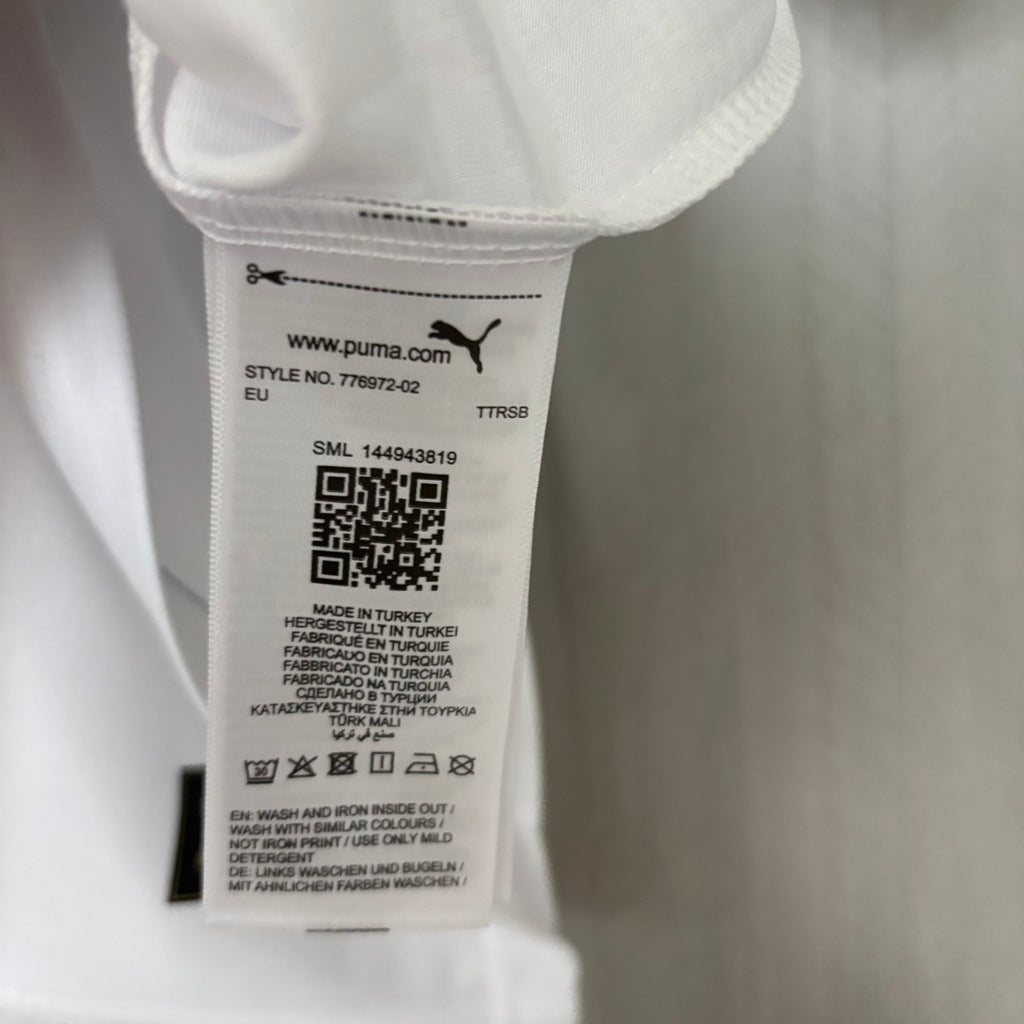 www.puma.com
STYLE NO. 776972-02
EU
TTRSB
SML 144943819
MADE IN TURKEY
HERGESTELLT IN TURKEI
FABRIQUÉ EN TURQUIE
FABRICADO EN TURQUIA
FABBRICATO IN TURCHIA
FABRICADO NA TURQUIA
СДЕЛАНО В ТУРЦИИ
ΚΑΤΑΣΚΕΥΑΣΤΗΚΕ ΣΤΗΝ ΤΟΥΡΚΙΑ
TÜRK MALI
صنع في تركيا
30
EN: WASH AND IRON INSIDE OUT /
WASH WITH SIMILAR COLOURS /
NOT IRON PRINT / USE ONLY MILD
DETERGENT
DE: LINKS WASCHEN UND BUGELN /
MIT AHNLICHEN FARBEN WASCHEN /